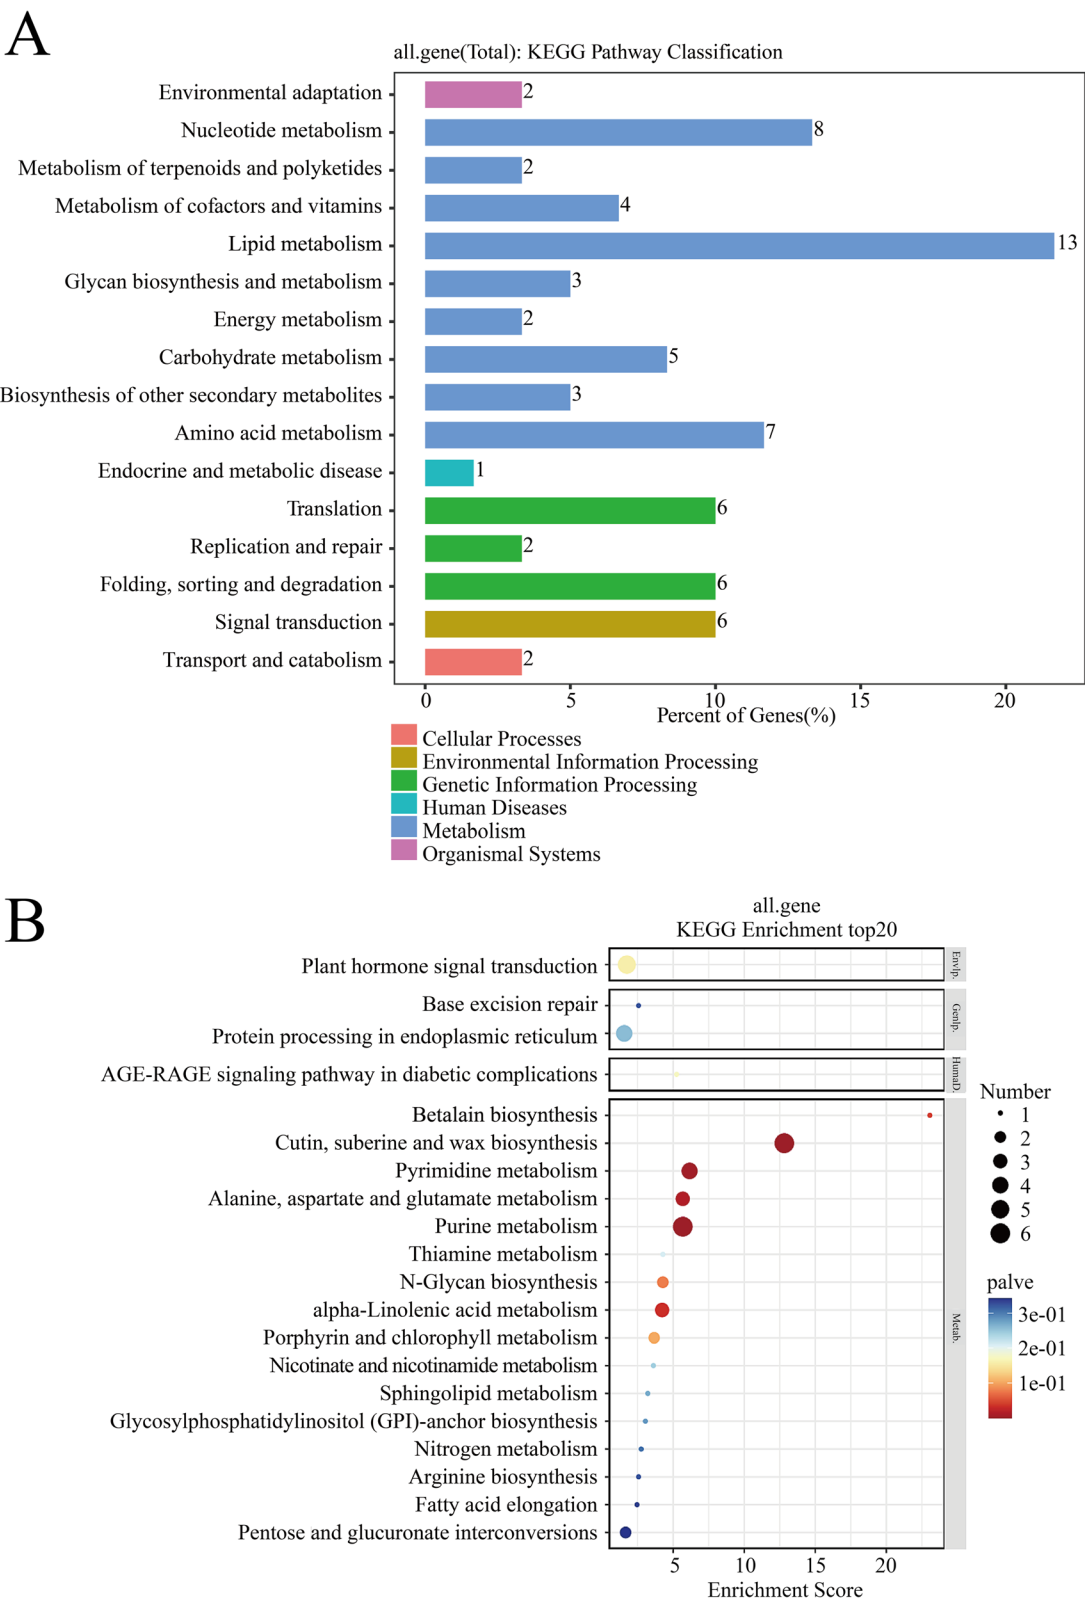 A
all.gene(Total): KEGG Pathway Classification
Environmental adaptation 2
Nucleotide metabolism 8
Metabolism of terpenoids and polyketides 2
Metabolism of cofactors and vitamins 4
Lipid metabolism 13
Glycan biosynthesis and metabolism 3
Energy metabolism 2
Carbohydrate metabolism 5
Biosynthesis of other secondary metabolites 3
Amino acid metabolism 7
Endocrine and metabolic disease 1
Translation 6
Replication and repair 2
Folding, sorting and degradation 6
Signal transduction 6
Transport and catabolism 2
0 5 10 15 20
Percent of Genes(%)
Cellular Processes
Environmental Information Processing
Genetic Information Processing
Human Diseases
Metabolism
Organismal Systems
B
all.gene
KEGG Enrichment top20
Plant hormone signal transduction
EnvIp.
Base excision repair
Protein processing in endoplasmic reticulum
GenIp.
AGE-RAGE signaling pathway in diabetic complications
HumaD.
Betalain biosynthesis
Cutin, suberine and wax biosynthesis
Pyrimidine metabolism
Alanine, aspartate and glutamate metabolism
Purine metabolism
Thiamine metabolism
N-Glycan biosynthesis
alpha-Linolenic acid metabolism
Porphyrin and chlorophyll metabolism
Nicotinate and nicotinamide metabolism
Sphingolipid metabolism
Glycosylphosphatidylinositol (GPI)-anchor biosynthesis
Nitrogen metabolism
Arginine biosynthesis
Fatty acid elongation
Pentose and glucuronate interconversions
Metab.
5 10 15 20
Enrichment Score
Number
1
2
3
4
5
6
palve
3e-01
2e-01
1e-01